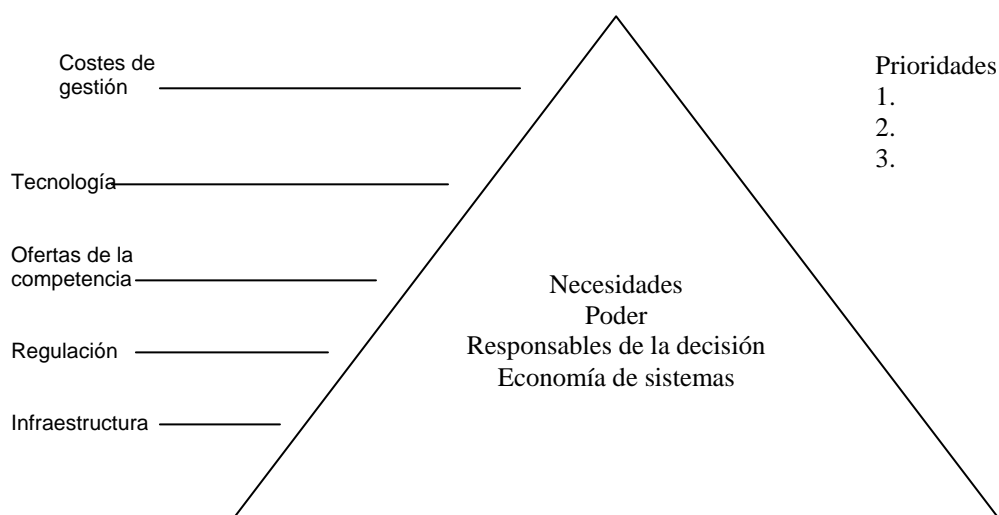 Costes de
gestión
Tecnología
Ofertas de la
competencia
Regulación
Infraestructura
Necesidades
Poder
Responsables de la decisión
Economía de sistemas
Prioridades
1.
2.
3.